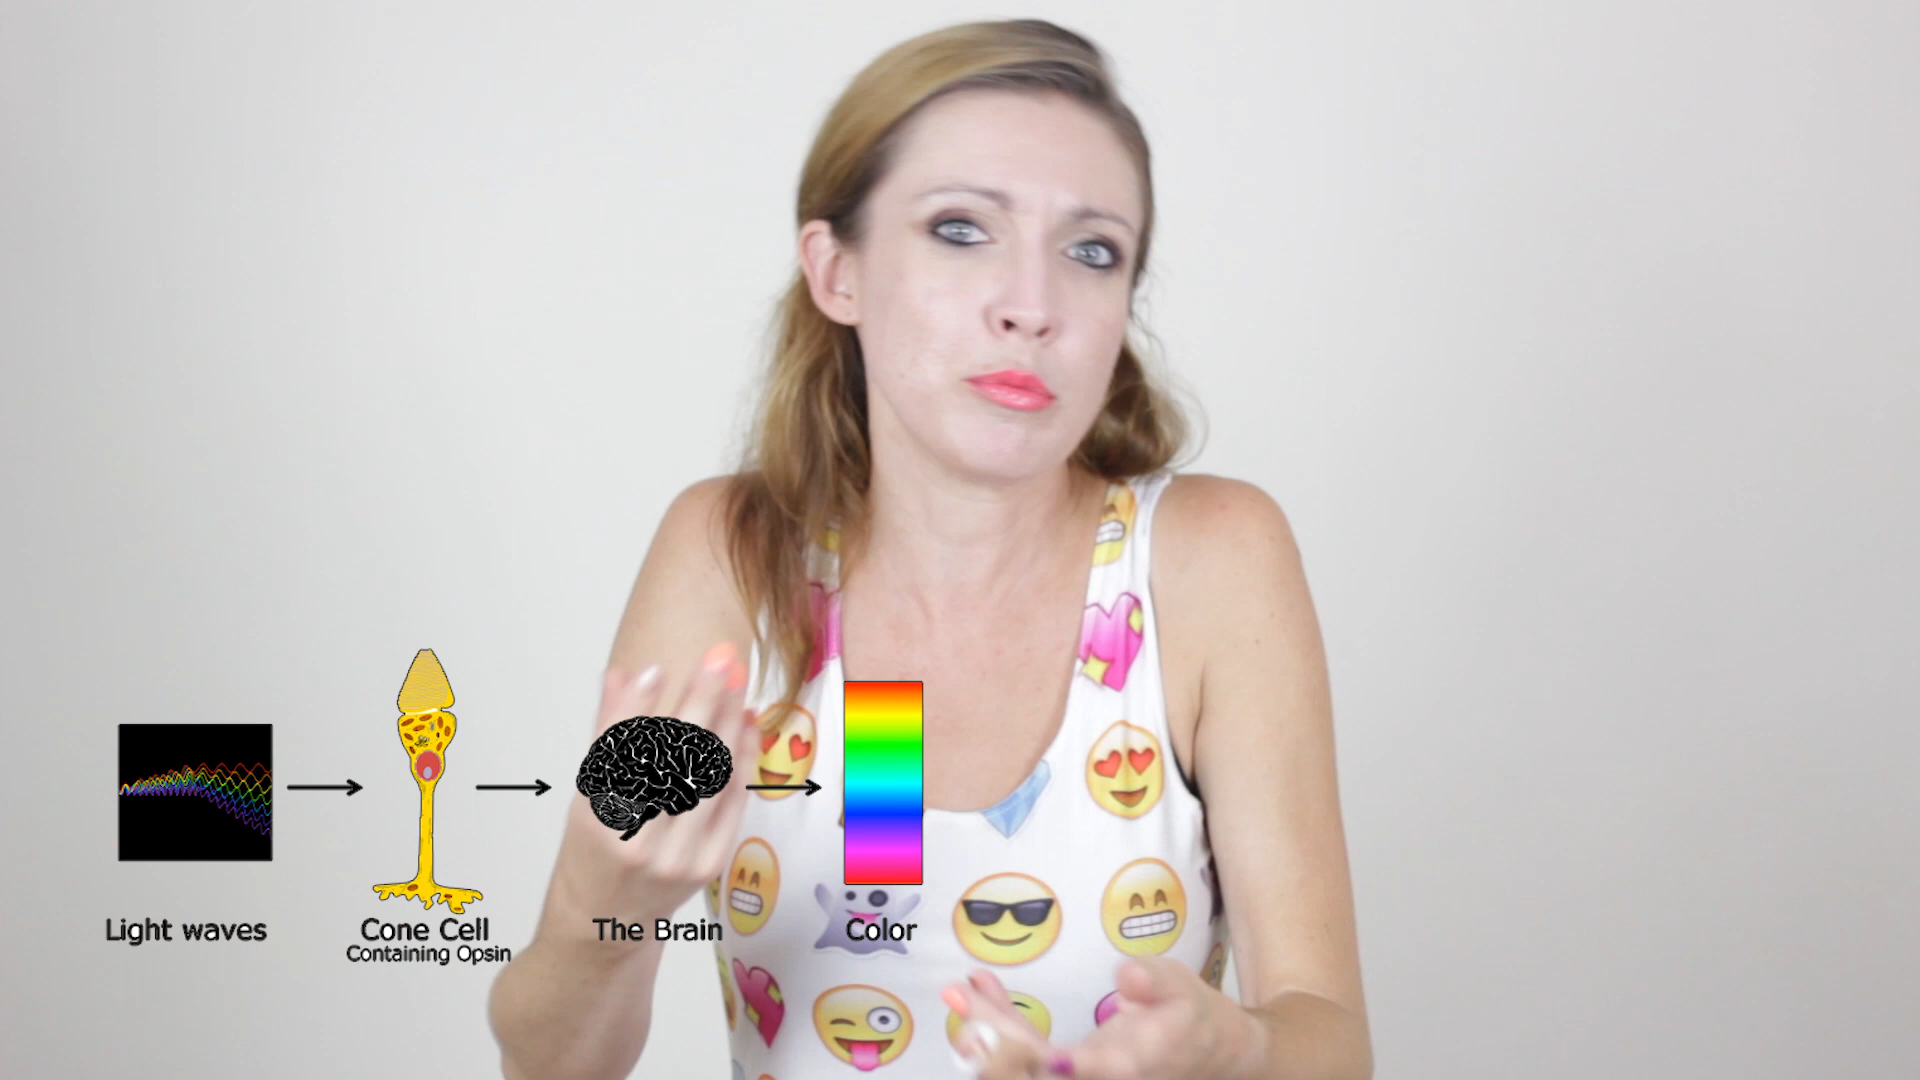 Light waves
Cone Cell
Containing Opsin
The Brain
Color